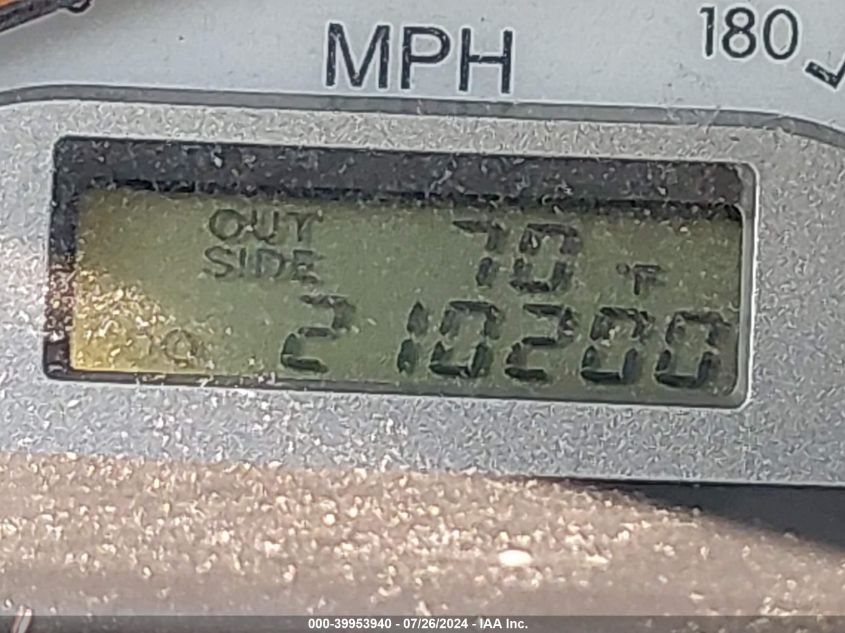 MPH
180
OUT
SIDE
70 °F
210200
000-39953940 - 07/26/2024 - IAA Inc.